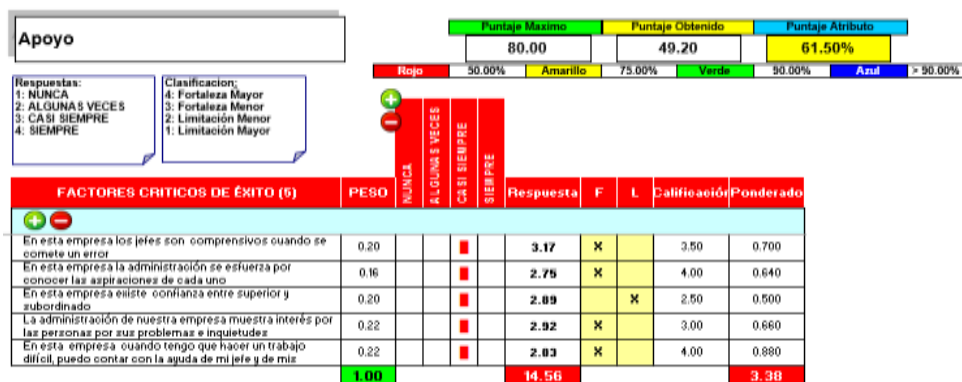 Apoyo
Puntaje Maximo Puntaje Obtenido Puntaje Atributo
80.00 49.20 61.50%
Rojo 50.00% Amarillo 75.00% Verde 90.00% Azul > 90.00%
Respuestas:
1: NUNCA
2: ALGUNAS VECES
3: CASI SIEMPRE
4: SIEMPRE
Clasificacion:
4: Fortaleza Mayor
3: Fortaleza Menor
2: Limitación Menor
1: Limitación Mayor
FACTORES CRITICOS DE ÉXITO (5) PESO NUNCA ALGUNAS VECES CASI SIEMPRE SIEMPRE Respuesta F L Calificación Ponderado
En esta empresa los jefes son comprensivos cuando se
comete un error
0.20 3.17 X 3.50 0.700
En esta empresa la administración se esfuerza por
conocer las aspiraciones de cada uno
0.16 2.75 X 4.00 0.640
En esta empresa existe confianza entre superior y
subordinado
0.20 2.89 X 2.50 0.500
La administración de nuestra empresa muestra interés por
las personas por sus problemas e inquietudes
0.22 2.92 X 3.00 0.660
En esta empresa cuando tengo que hacer un trabajo
difícil, puedo contar con la ayuda de mi jefe y de mis
0.22 2.83 X 4.00 0.880
1.00 14.56 3.38